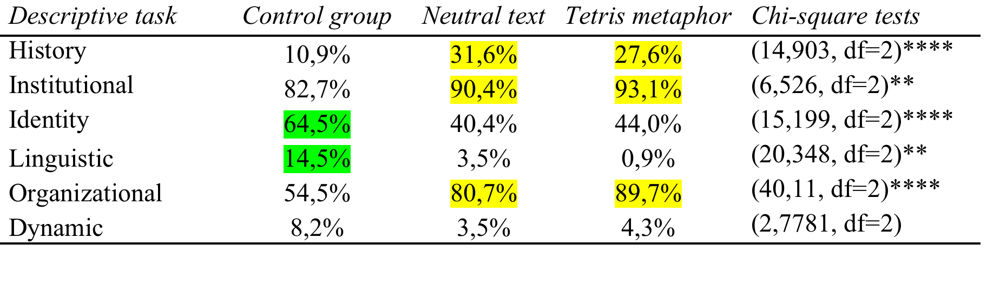 Descriptive task Control group Neutral text Tetris metaphor Chi-square tests
History 10,9% 31,6% 27,6% (14,903, df=2)****
Institutional 82,7% 90,4% 93,1% (6,526, df=2)**
Identity 64,5% 40,4% 44,0% (15,199, df=2)****
Linguistic 14,5% 3,5% 0,9% (20,348, df=2)**
Organizational 54,5% 80,7% 89,7% (40,11, df=2)****
Dynamic 8,2% 3,5% 4,3% (2,7781, df=2)